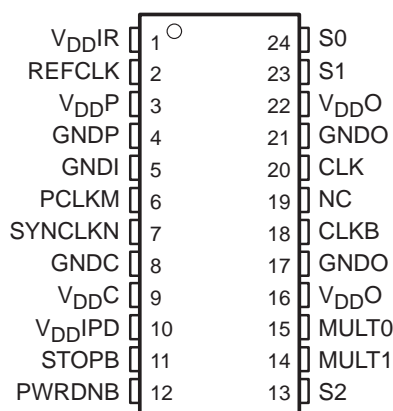 VDDIR 1 24 S0
REFCLK 2 23 S1
VDDP 3 22 VDDO
GNDP 4 21 GNDO
GNDI 5 20 CLK
PCLKM 6 19 NC
SYNCLKN 7 18 CLKB
GNDC 8 17 GNDO
VDDC 9 16 VDDO
VDDIPD 10 15 MULT0
STOPB 11 14 MULT1
PWRDNB 12 13 S2